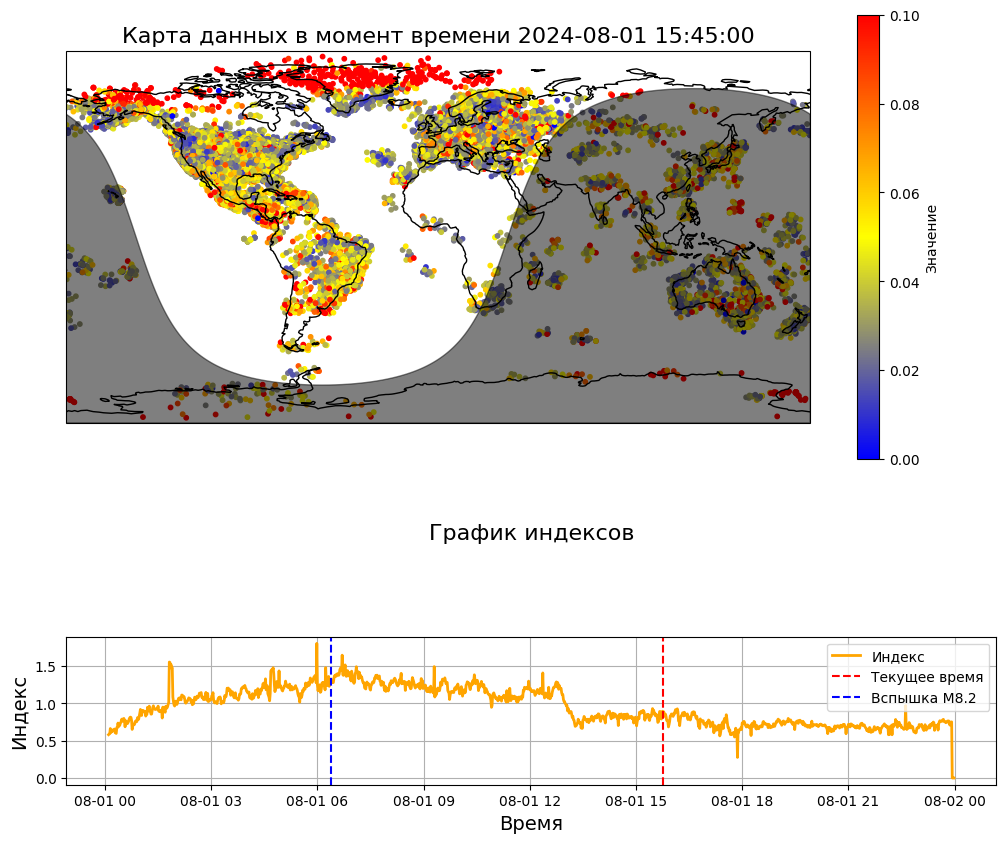 Карта данных в момент времени 2024-08-01 15:45:00
0.10
0.08
0.06
0.04
0.02
0.00
Значение
График индексов
Индекс
1.5
1.0
0.5
0.0
Индекс
Текущее время
Вспышка M8.2
08-01 00
08-01 03
08-01 06
08-01 09
08-01 12
08-01 15
08-01 18
08-01 21
08-02 00
Время